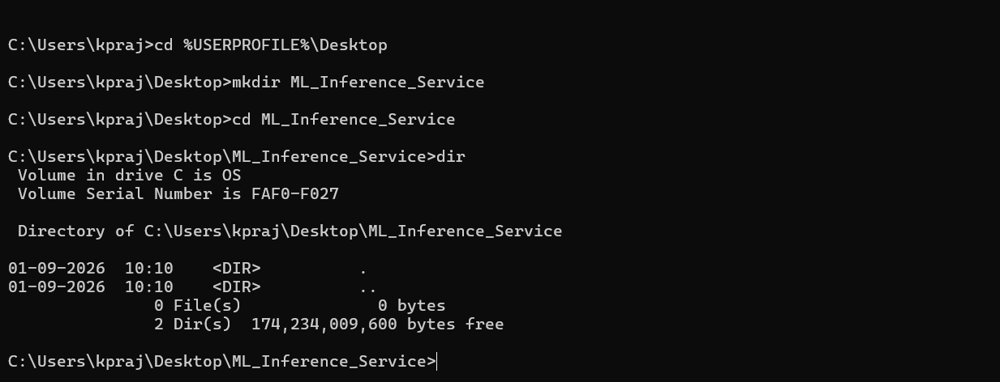 C:\Users\kpraj>cd %USERPROFILE%\Desktop
C:\Users\kpraj\Desktop>mkdir ML_Inference_Service
C:\Users\kpraj\Desktop>cd ML_Inference_Service
C:\Users\kpraj\Desktop\ML_Inference_Service>dir
 Volume in drive C is OS
 Volume Serial Number is FAF0-F027
 Directory of C:\Users\kpraj\Desktop\ML_Inference_Service
01-09-2026  10:10    <DIR>          .
01-09-2026  10:10    <DIR>          ..
               0 File(s)              0 bytes
               2 Dir(s)  174,234,009,600 bytes free
C:\Users\kpraj\Desktop\ML_Inference_Service>